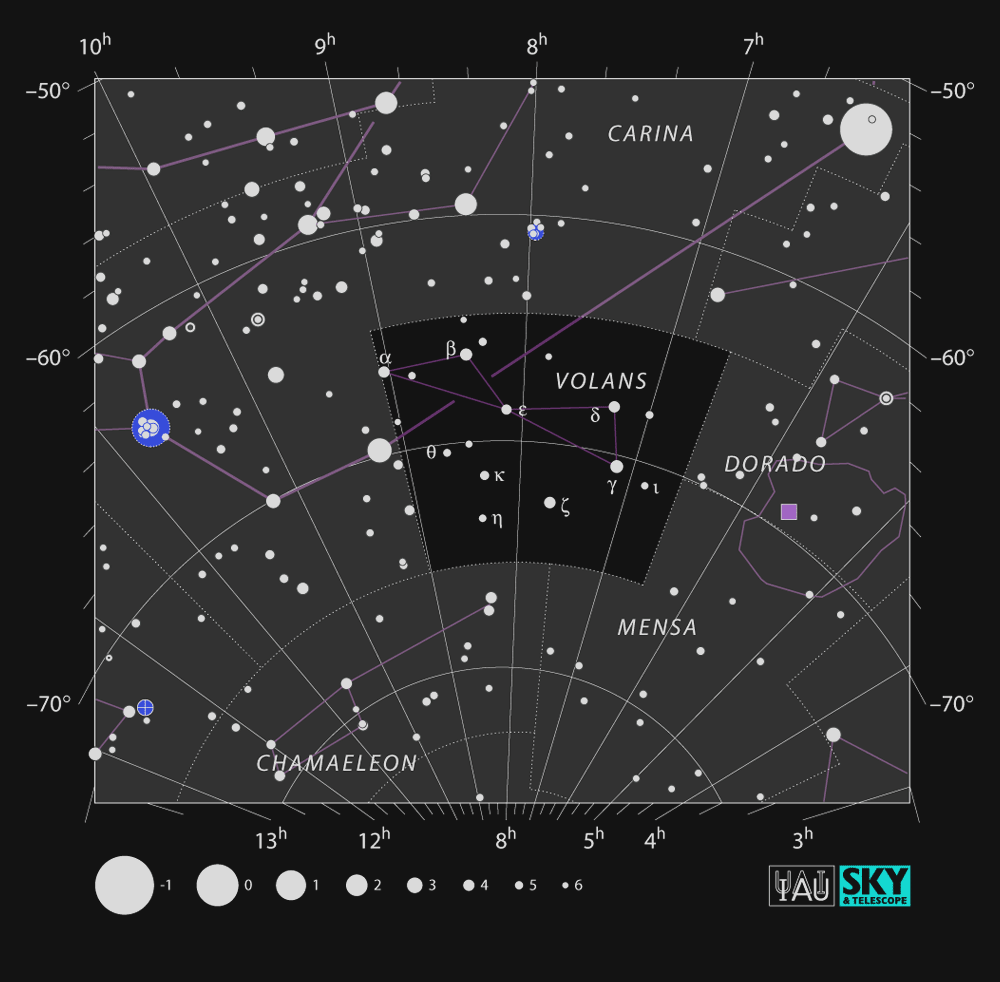 10h 9h 8h 7h
–50° –50°
CARINA
–60° –60°
α β
VOLANS
ε δ
θ κ γ ι
DORADO
η ζ
MENSA
–70° –70°
CHAMAELEON
13h 12h 8h 5h 4h 3h
-1 0 1 2 3 4 5 6
IAU SKY
& TELESCOPE